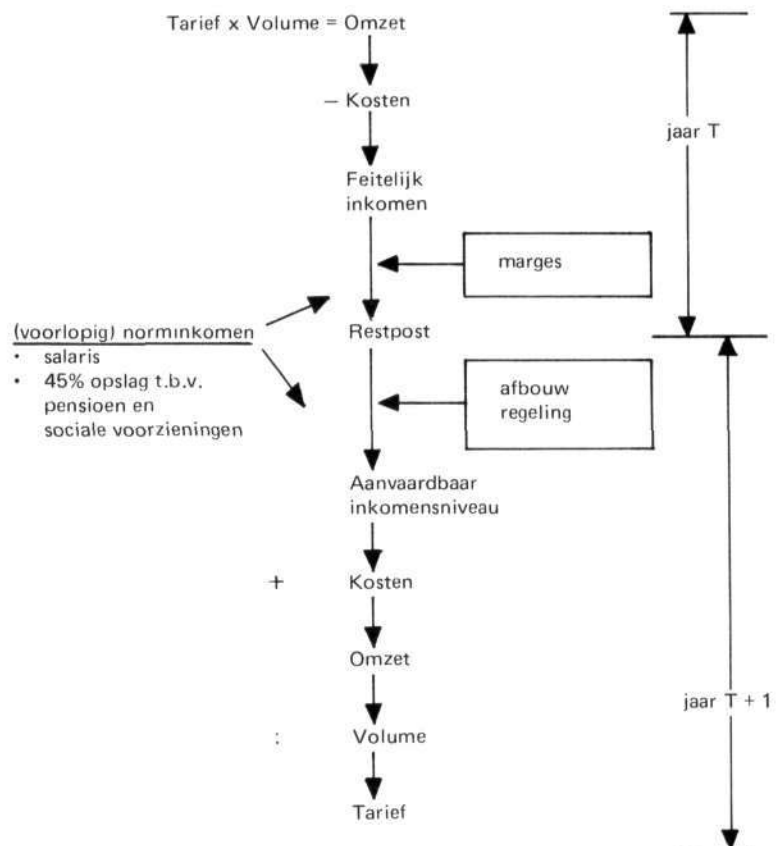 Tarief x Volume = Omzet
– Kosten
jaar T
Feitelijk
inkomen
marges
(voorlopig) norminkomen
• salaris
• 45% opslag t.b.v.
pensioen en
sociale voorzieningen
Restpost
afbouw
regeling
Aanvaardbaar
inkomensniveau
+ Kosten
Omzet
jaar T + 1
: Volume
Tarief